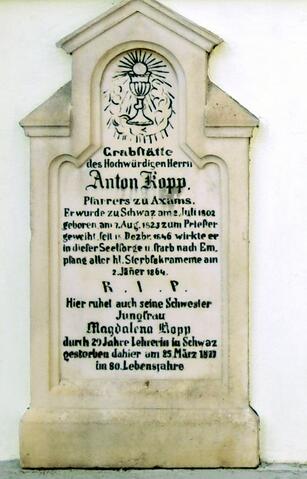 Grabstätte
des Hochwürdigen Herrn
Anton Kopp,
Pfarrers zu Axams.
Er wurde zu Schwaz am 2. Juli 1802
geboren, am 7. Aug. 1825 zum Priester
geweiht, seit 11. Dezbr. 1846 wirkte er
in dieser Seelsorge u. starb nach Em-
pfang aller hl. Sterbsakramente am
2. Jäner 1864.
R. I. P.
Hier ruhet auch seine Schwester
Jungfrau
Magdalena Kopp
durch 29 Jahre Lehrerin in Schwaz
gestorben dahier am 25. März 1877
im 80. Lebensjahre